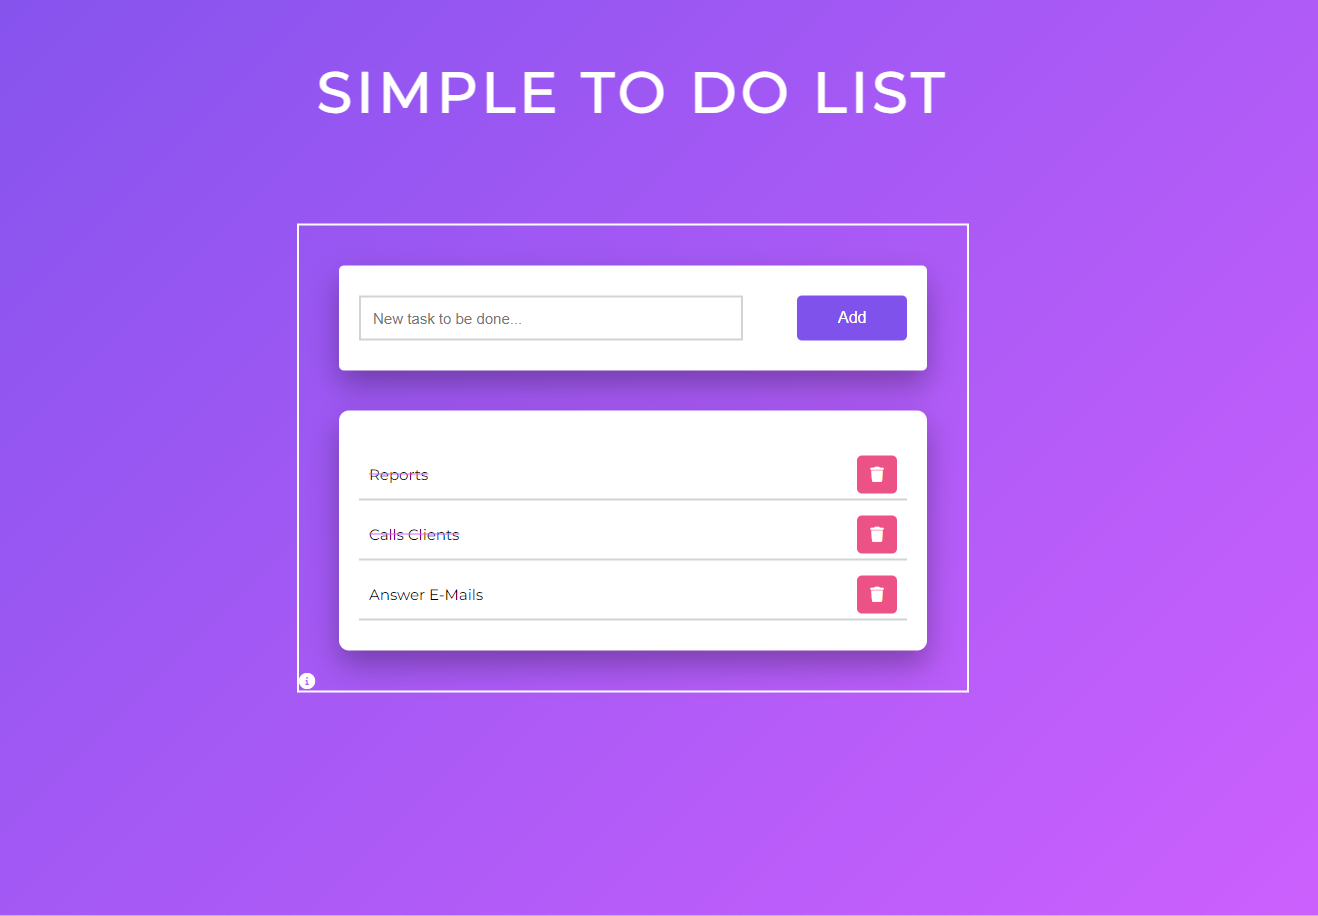 SIMPLE TO DO LIST
New task to be done...
Add
Reports
Calls Clients
Answer E-Mails